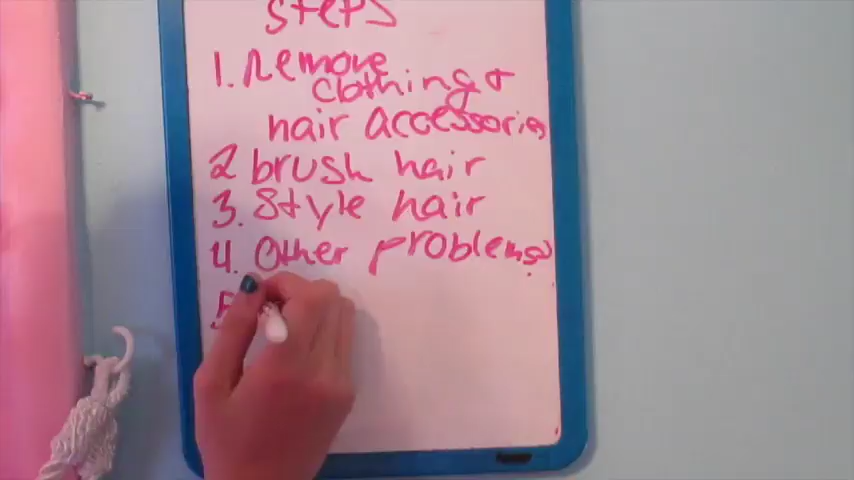 steps
1. Remove
clothing &
hair accessories
2 brush hair
3. Style hair
4. Other problems?